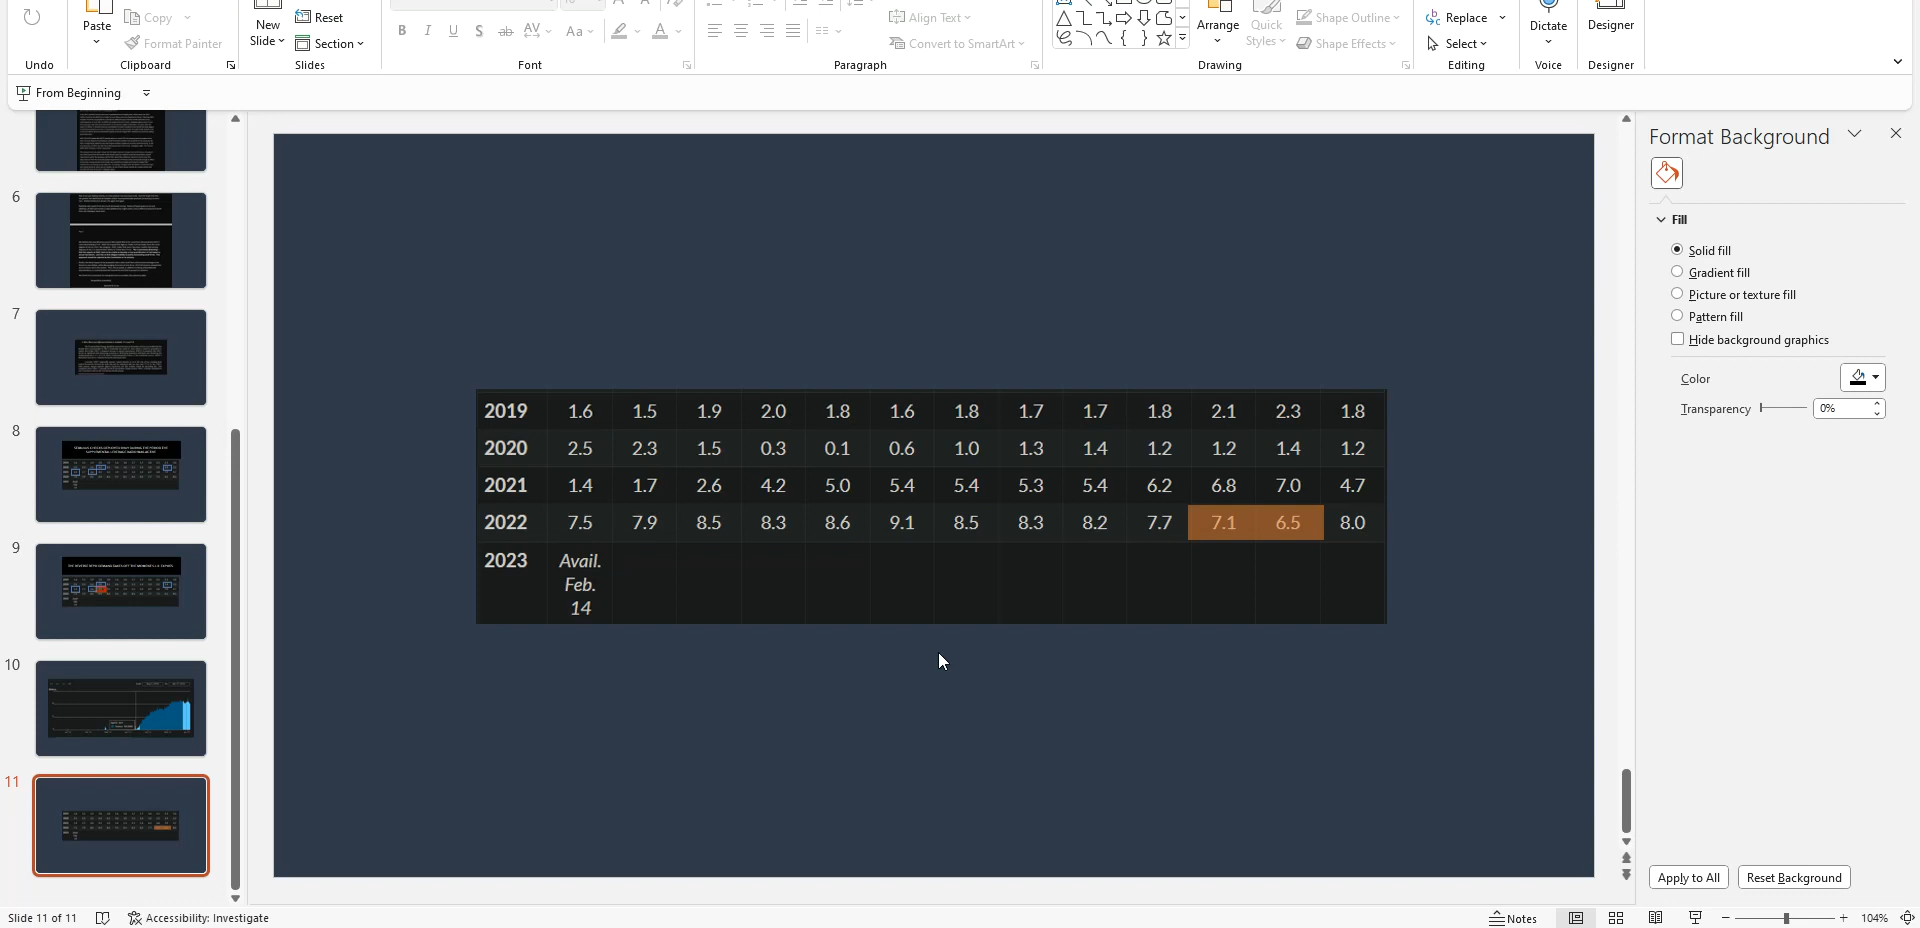 Paste
Copy
Format Painter
New
Slide
Reset
Section
B I U S ab AV Aa A
Align Text
Convert to SmartArt
Arrange
Quick
Styles
Shape Outline
Shape Effects
Replace
Select
Dictate
Designer
Undo Clipboard Slides Font Paragraph Drawing Editing Voice Designer
From Beginning
6
7
8
9
10
11
2019 1.6 1.5 1.9 2.0 1.8 1.6 1.8 1.7 1.7 1.8 2.1 2.3 1.8
2020 2.5 2.3 1.5 0.3 0.1 0.6 1.0 1.3 1.4 1.2 1.2 1.4 1.2
2021 1.4 1.7 2.6 4.2 5.0 5.4 5.4 5.3 5.4 6.2 6.8 7.0 4.7
2022 7.5 7.9 8.5 8.3 8.6 9.1 8.5 8.3 8.2 7.7 7.1 6.5 8.0
2023 Avail.
Feb.
14
Format Background
Fill
Solid fill
Gradient fill
Picture or texture fill
Pattern fill
Hide background graphics
Color
Transparency 0%
Apply to All Reset Background
Slide 11 of 11 Accessibility: Investigate Notes 104%